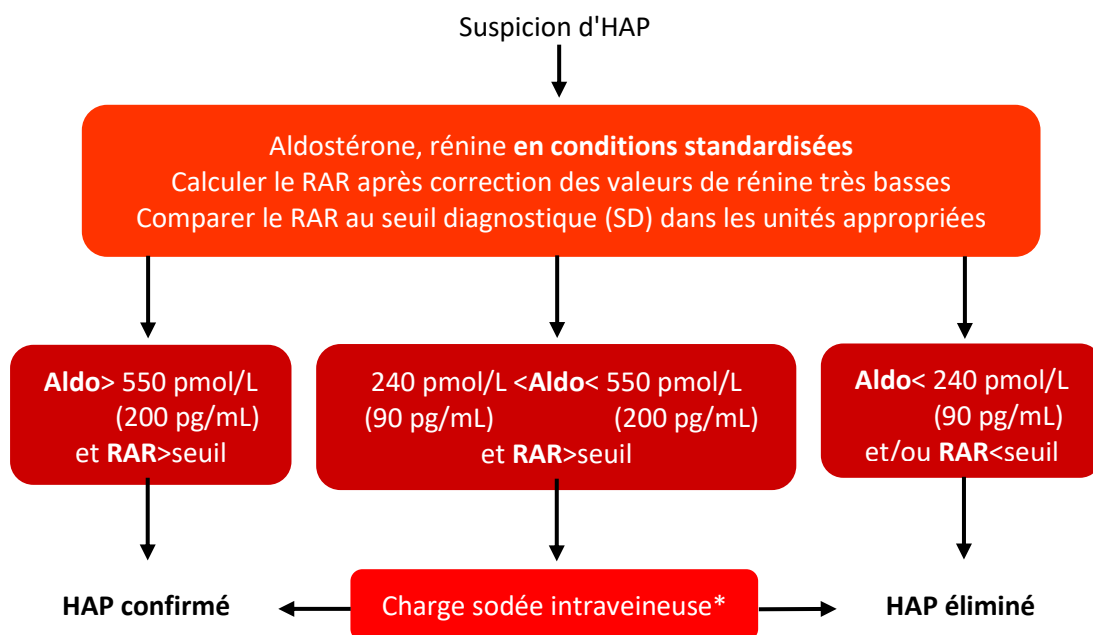 Suspicion d'HAP
Aldostérone, rénine en conditions standardisées
Calculer le RAR après correction des valeurs de rénine très basses
Comparer le RAR au seuil diagnostique (SD) dans les unités appropriées
Aldo> 550 pmol/L
(200 pg/mL)
et RAR>seuil
240 pmol/L <Aldo< 550 pmol/L
(90 pg/mL) (200 pg/mL)
et RAR>seuil
Aldo< 240 pmol/L
(90 pg/mL)
et/ou RAR<seuil
HAP confirmé
Charge sodée intraveineuse*
HAP éliminé